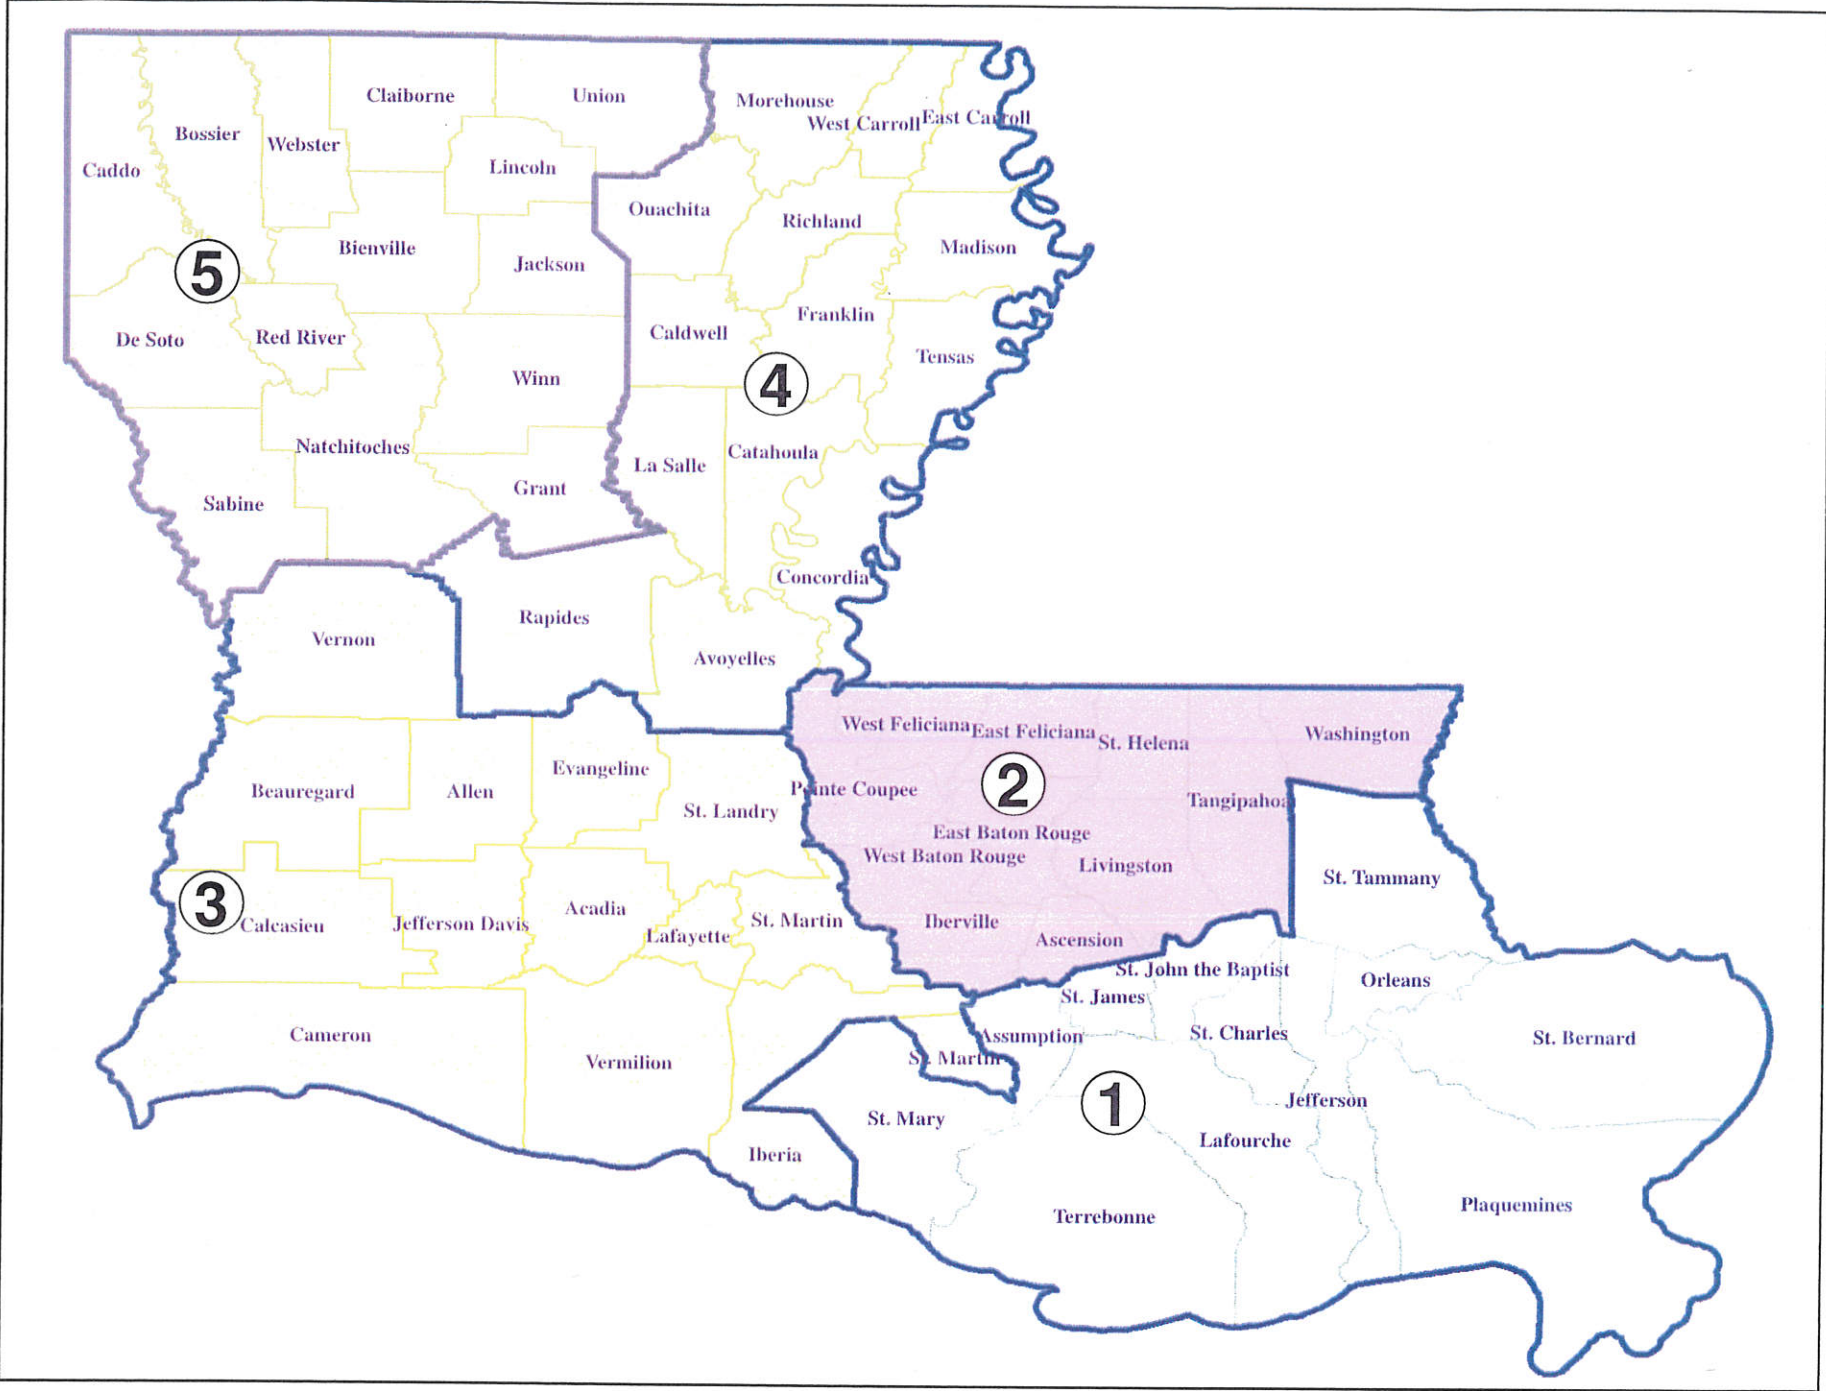 Claiborne
Union
Morehouse
West Carroll
East Carroll
Bossier
Webster
Caddo
Lincoln
Ouachita
Richland
Madison
Bienville
Jackson
5
De Soto
Red River
Caldwell
Franklin
Tensas
Winn
4
Natchitoches
La Salle
Catahoula
Sabine
Grant
Concordia
Vernon
Rapides
Avoyelles
West Feliciana
East Feliciana
St. Helena
Washington
Beauregard
Allen
Evangeline
St. Landry
Pointe Coupee
2
Tangipahoa
East Baton Rouge
West Baton Rouge
Livingston
St. Tammany
3
Calcasieu
Jefferson Davis
Acadia
Lafayette
St. Martin
Iberville
Ascension
St. John the Baptist
St. James
Orleans
Cameron
Vermilion
Assumption
St. Martin
St. Charles
St. Bernard
1
St. Mary
Jefferson
Lafourche
Iberia
Terrebonne
Plaquemines